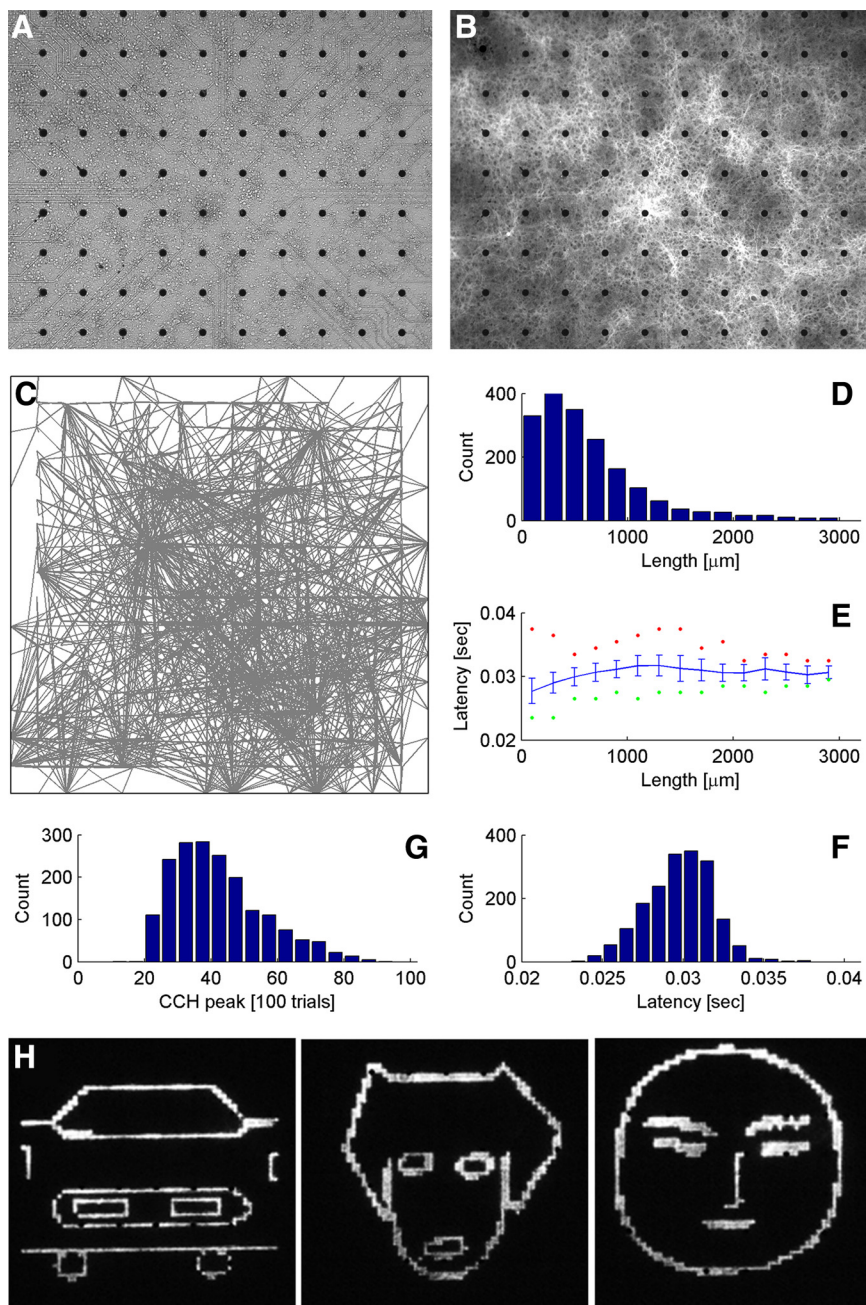 A
B
C
D
Count
400
200
0
0
1000
2000
3000
Length [μm]
E
Latency [sec]
0.04
0.03
0.02
0
1000
2000
3000
Length [μm]
G
Count
300
200
100
0
0
20
40
60
80
100
CCH peak [100 trials]
F
Count
400
200
0
0.02
0.025
0.03
0.035
0.04
Latency [sec]
H